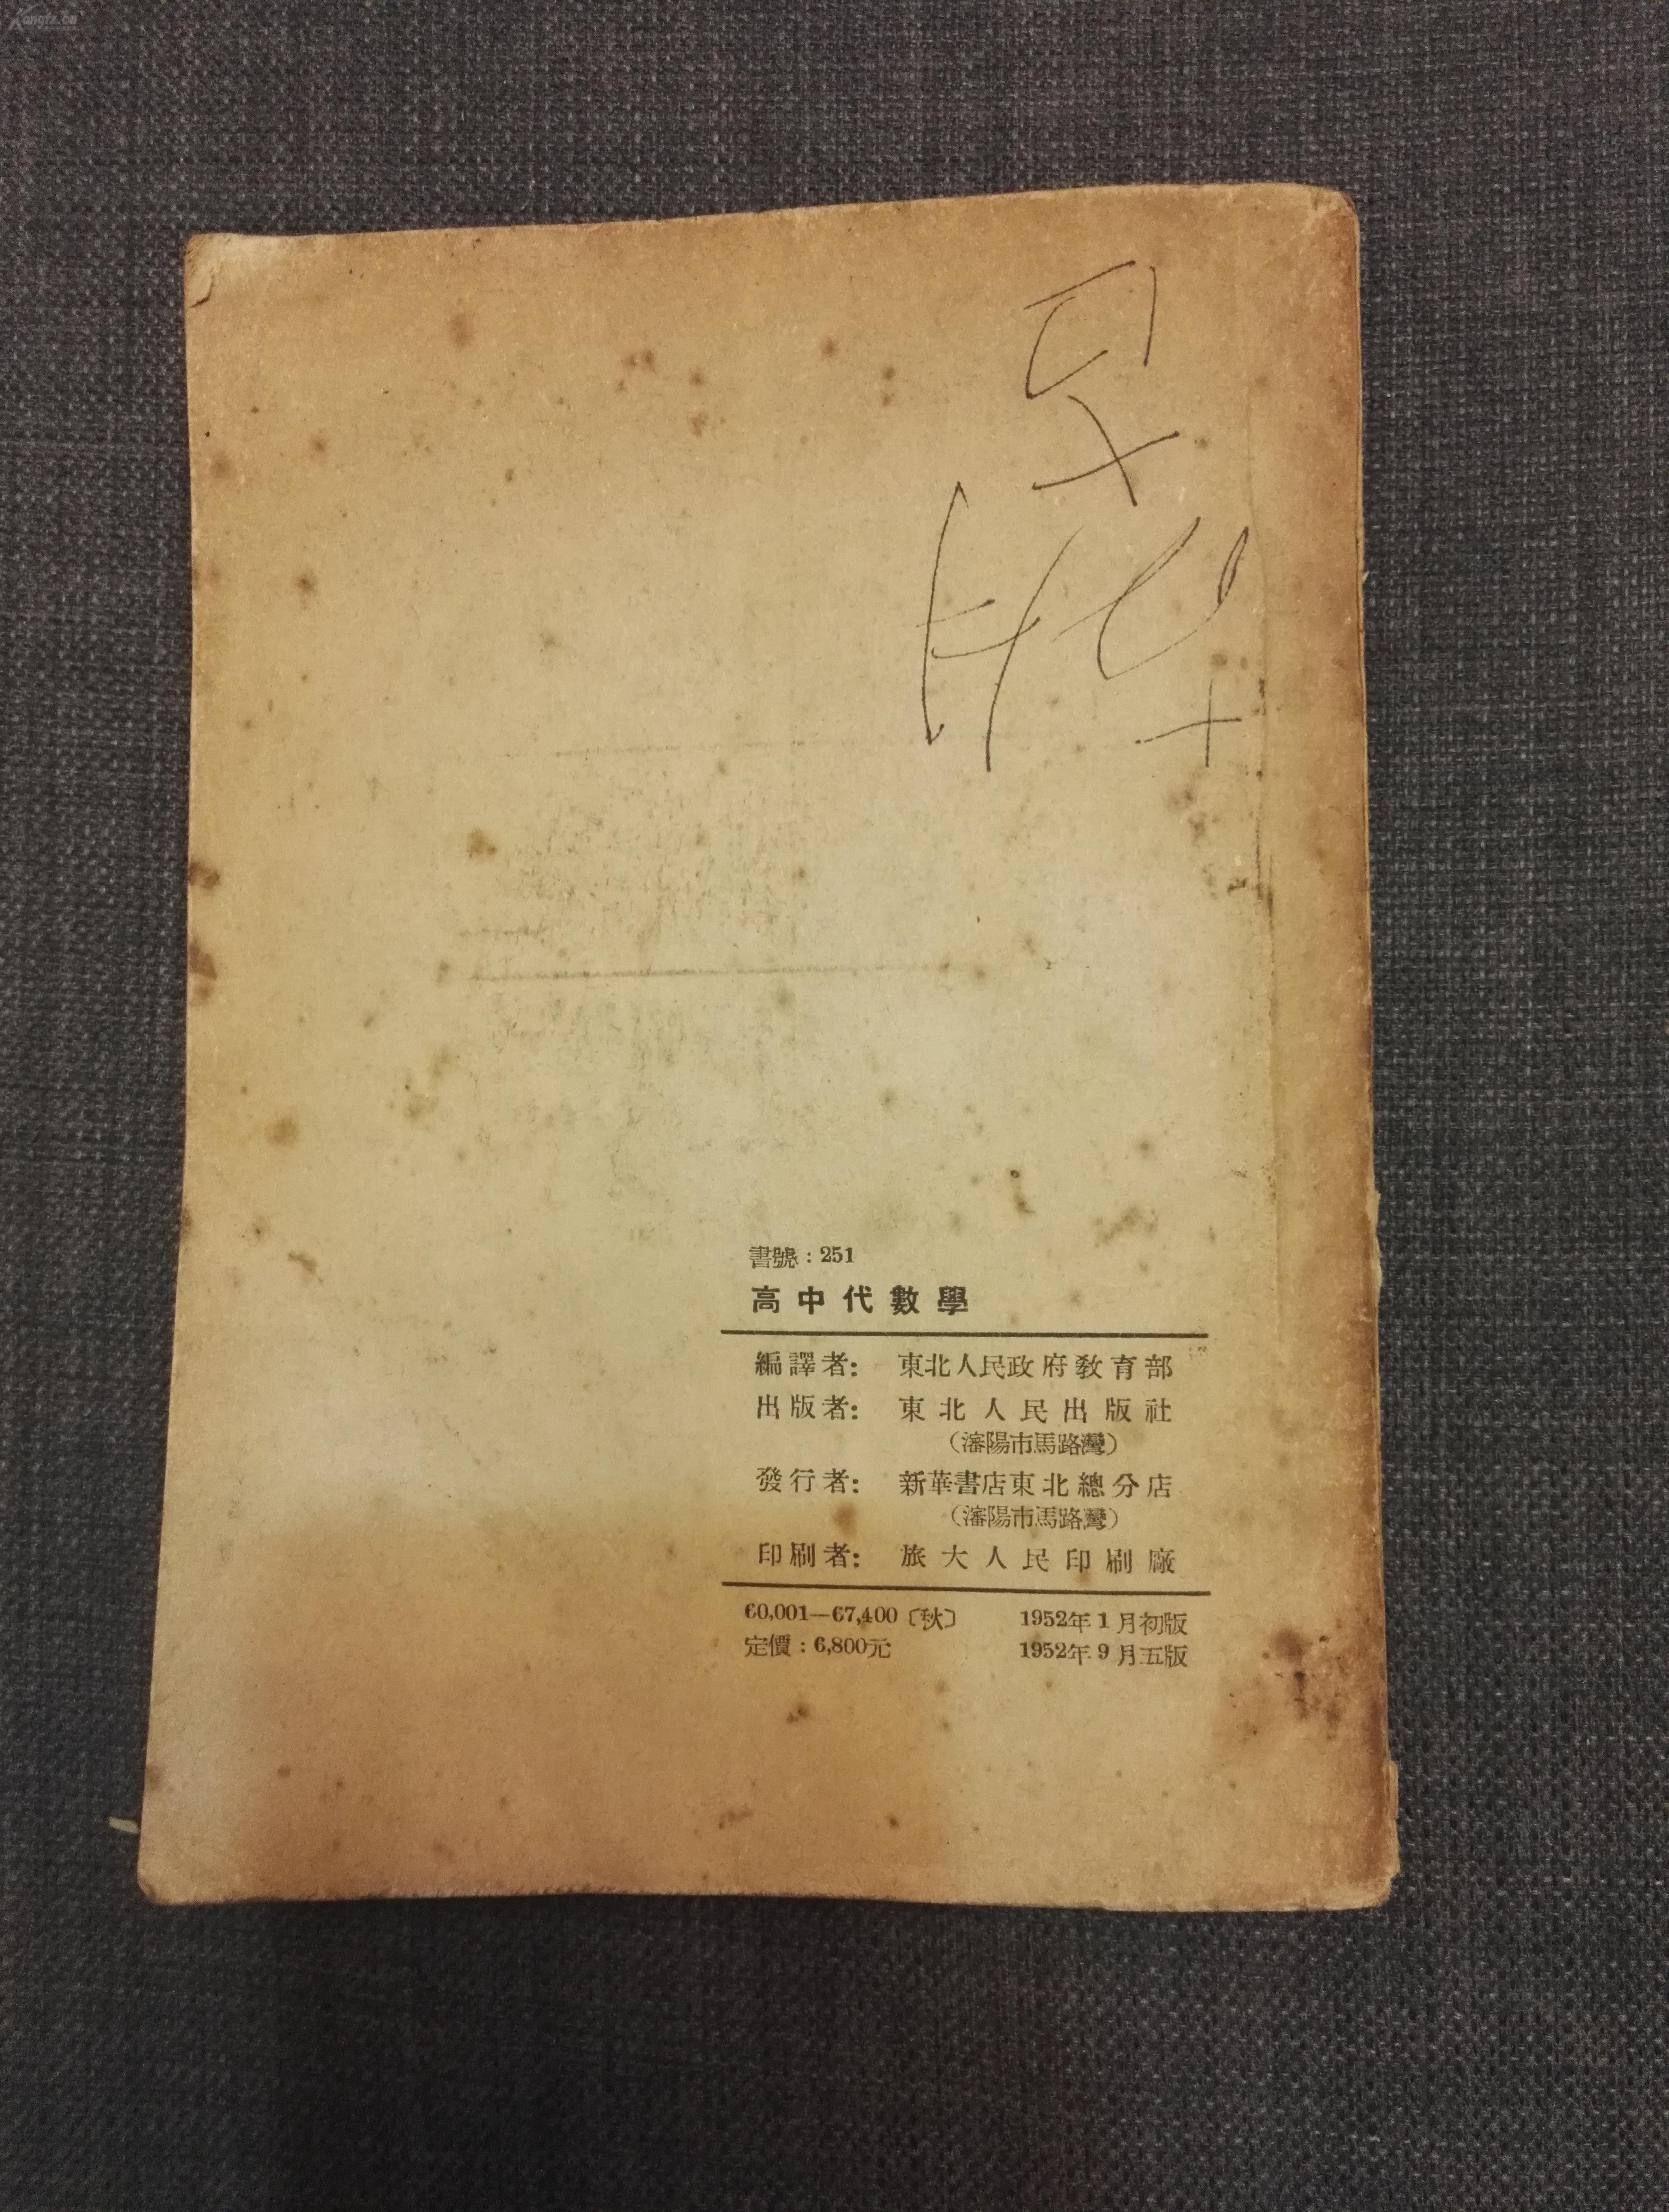 书號：251
高中代數學
編譯者： 東北人民政府教育部
出版者： 東北人民出版社
（瀋陽市馬路灣）
發行者： 新華書店東北總分店
（瀋陽市馬路灣）
印刷者： 旅大人民印刷廠
60,001—67,400〔秋〕 1952年1月初版
定價：6,800元 1952年9月五版